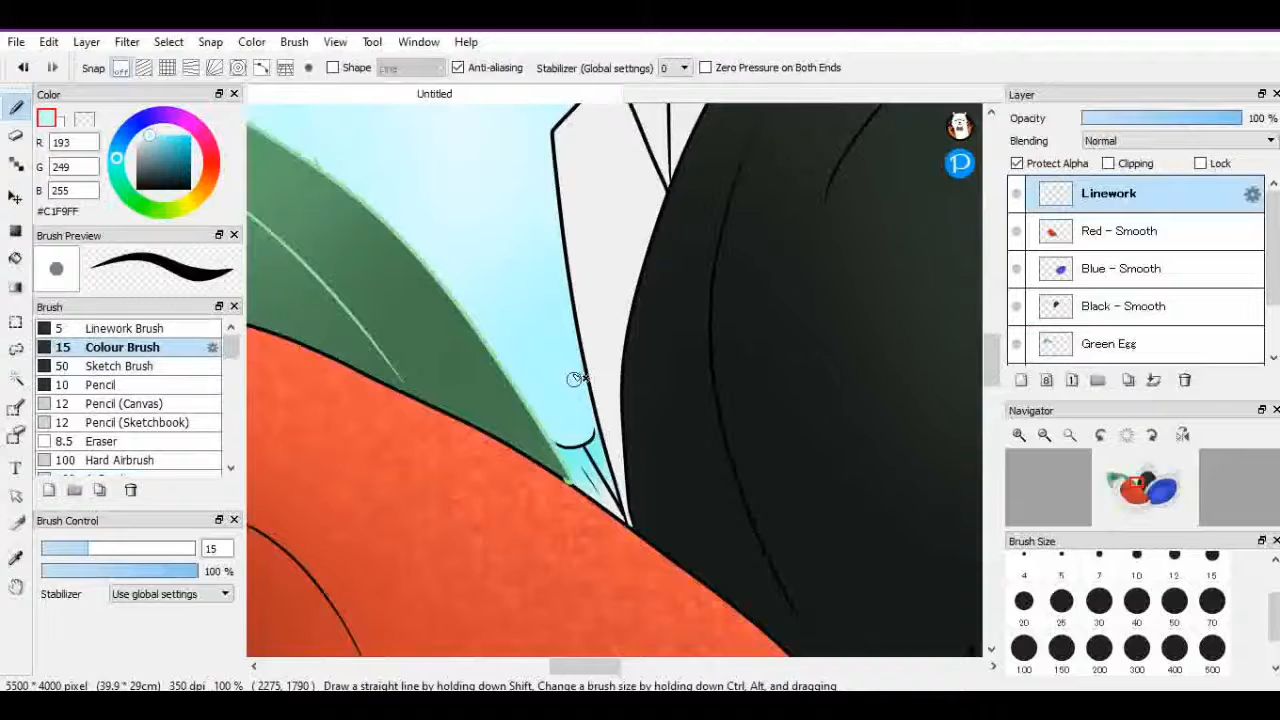 File Edit Layer Filter Select Snap Color Brush View Tool Window Help
Snap off Shape Anti-aliasing Stabilizer (Global settings) 0 Zero Pressure on Both Ends
Color
R 193
G 249
B 255
#C1F9FF
Brush Preview
Brush
5 Linework Brush
15 Colour Brush
50 Sketch Brush
10 Pencil
12 Pencil (Canvas)
12 Pencil (Sketchbook)
8.5 Eraser
100 Hard Airbrush
Brush Control
15
100 %
Stabilizer Use global settings
Untitled
Layer
Opacity 100 %
Blending Normal
Protect Alpha Clipping Lock
Linework
Red - Smooth
Blue - Smooth
Black - Smooth
Green Egg
Navigator
Brush Size
4 5 7 10 12 15
20 25 30 40 50 70
100 150 200 300 400 500
5500 * 4000 pixel (39.9 * 29cm) 350 dpi 100 % ( 2275, 1790 ) Draw a straight line by holding down Shift, Change a brush size by holding down Ctrl, Alt, and dragging